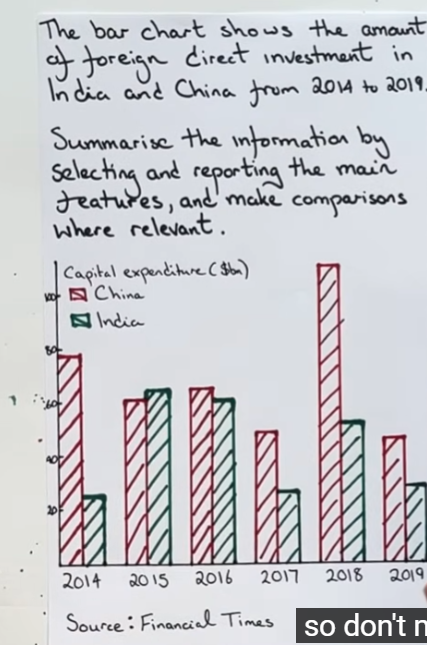 The bar chart shows the amount
of foreign direct investment in
India and China from 2014 to 2019.
Summarise the information by
selecting and reporting the main
features, and make comparisons
where relevant.
Capital expenditure ($bn)
China
India
100
80
60
40
20
2014 2015 2016 2017 2018 2019
Source: Financial Times
so don't